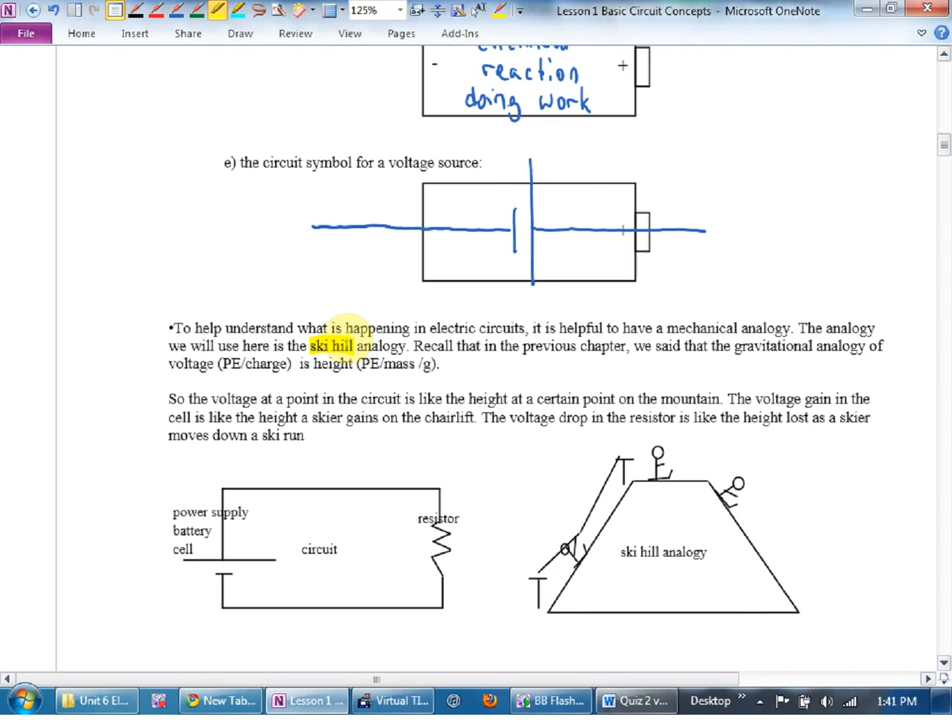 Lesson 1 Basic Circuit Concepts - Microsoft OneNote
125%
File Home Insert Share Draw Review View Pages Add-Ins
chemical
- reaction +
doing work
e) the circuit symbol for a voltage source:
•To help understand what is happening in electric circuits, it is helpful to have a mechanical analogy. The analogy
we will use here is the ski hill analogy. Recall that in the previous chapter, we said that the gravitational analogy of
voltage (PE/charge)  is height (PE/mass /g).
So the voltage at a point in the circuit is like the height at a certain point on the mountain. The voltage gain in the
cell is like the height a skier gains on the chairlift. The voltage drop in the resistor is like the height lost as a skier
moves down a ski run
power supply
battery
cell
circuit
resistor
ski hill analogy
Unit 6 El... New Tab... Lesson 1 ... Virtual TI... BB Flash... Quiz 2 v... Desktop » 1:41 PM